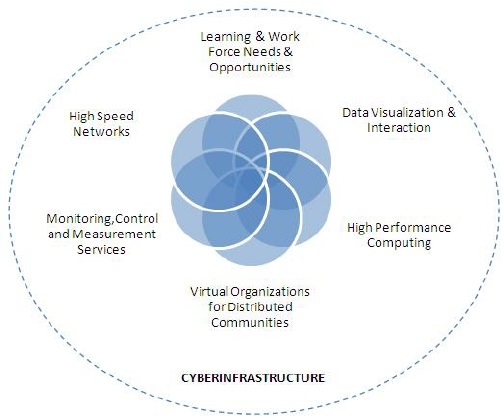 Learning & Work
Force Needs &
Opportunities
High Speed
Networks
Data Visualization &
Interaction
Monitoring,Control
and Measurement
Services
High Performance
Computing
Virtual Organizations
for Distributed
Communities
CYBERINFRASTRUCTURE